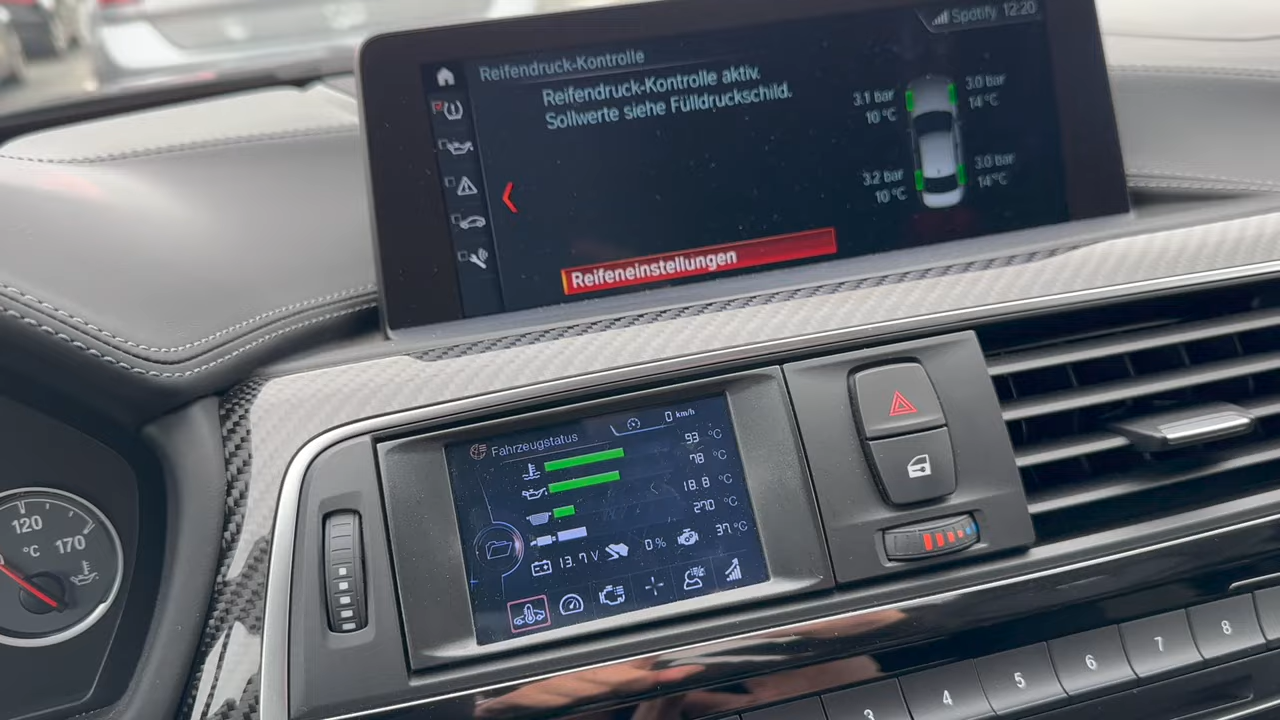 Spotify 12:20
Reifendruck-Kontrolle
Reifendruck-Kontrolle aktiv.
Sollwerte siehe Fülldruckschild.
3.1 bar
10 °C
3.0 bar
14 °C
3.2 bar
10 °C
3.0 bar
14 °C
Reifeneinstellungen
Fahrzeugstatus
0 km/h
93 °C
78 °C
18.8 °C
270 °C
13.7 V
0 %
37 °C
120
170
°C
3
4
5
6
7
8